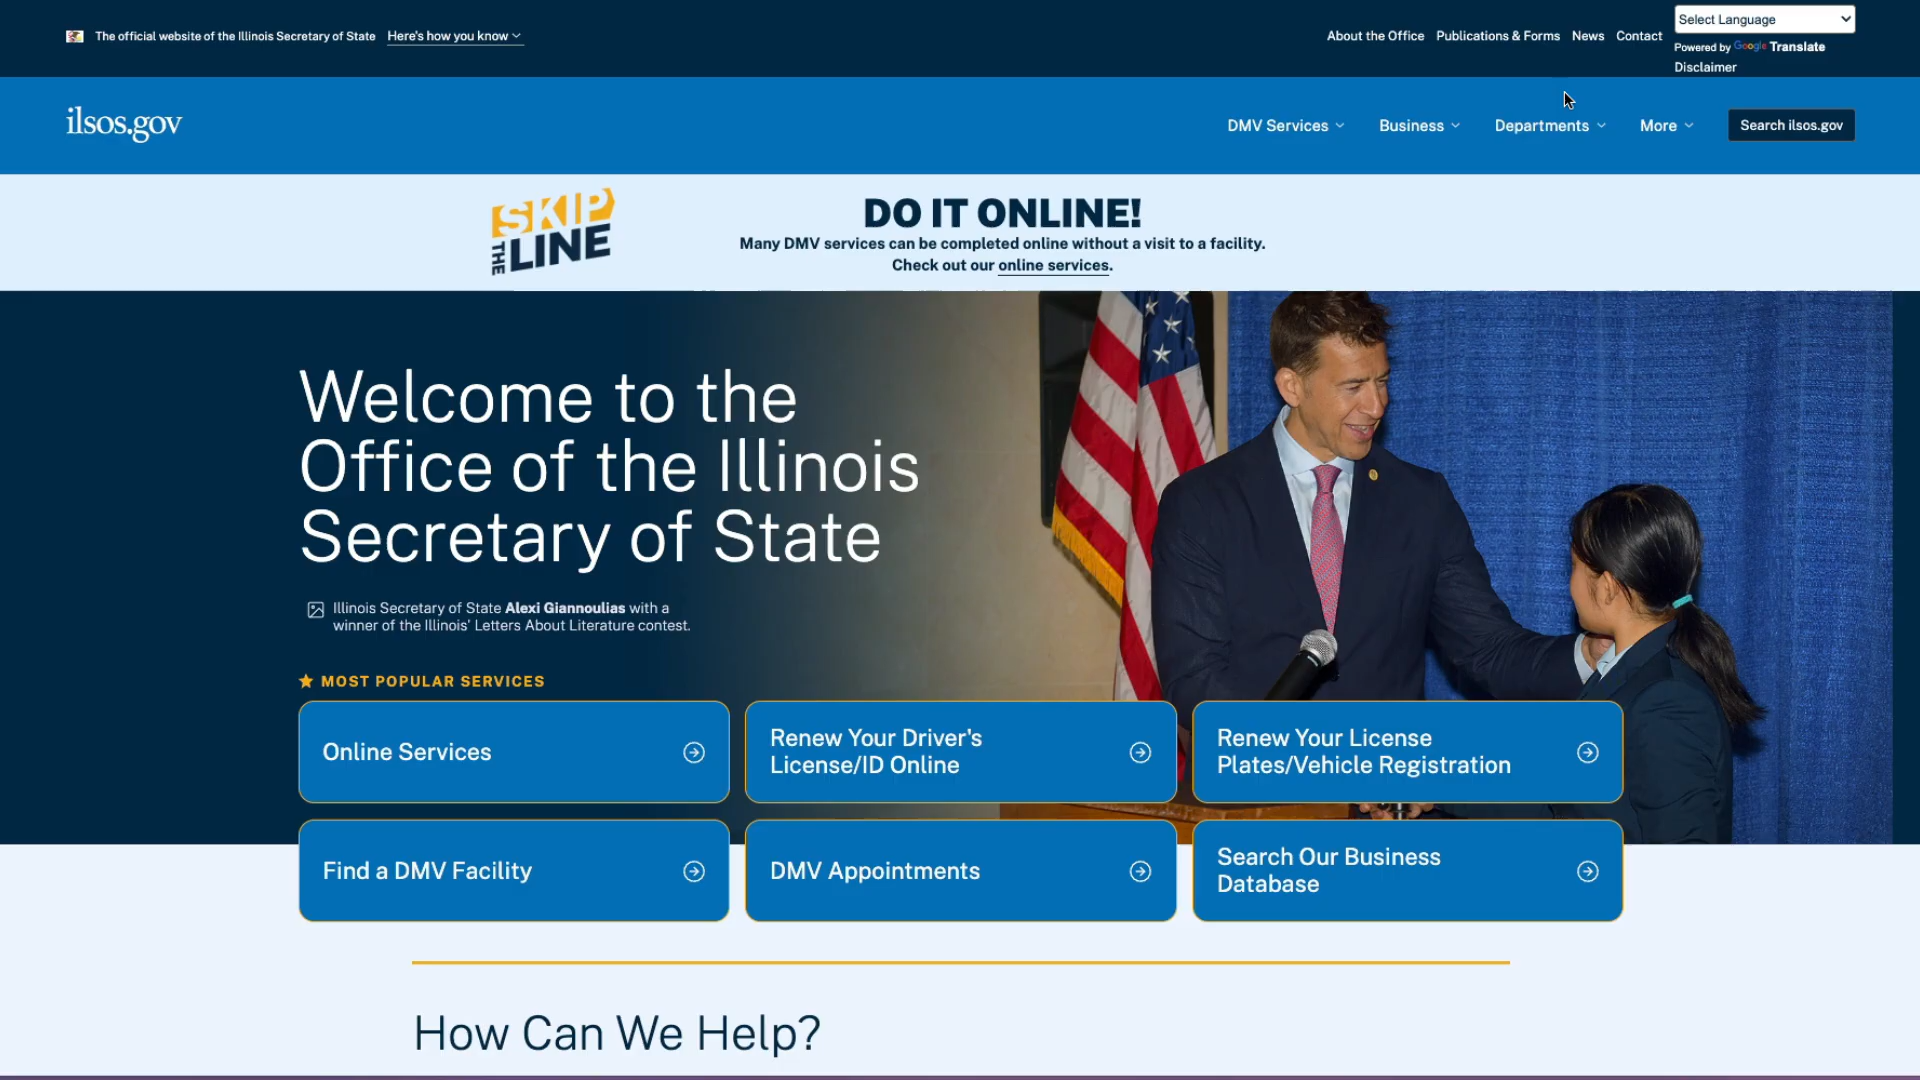 The official website of the Illinois Secretary of State Here's how you know
About the Office Publications & Forms News Contact
Select Language
Powered by Google Translate
Disclaimer
ilsos.gov
DMV Services Business Departments More Search ilsos.gov
SKIP
THE LINE
DO IT ONLINE!
Many DMV services can be completed online without a visit to a facility.
Check out our online services.
Welcome to the
Office of the Illinois
Secretary of State
Illinois Secretary of State Alexi Giannoulias with a
winner of the Illinois' Letters About Literature contest.
MOST POPULAR SERVICES
Online Services
Renew Your Driver's
License/ID Online
Renew Your License
Plates/Vehicle Registration
Find a DMV Facility
DMV Appointments
Search Our Business
Database
How Can We Help?